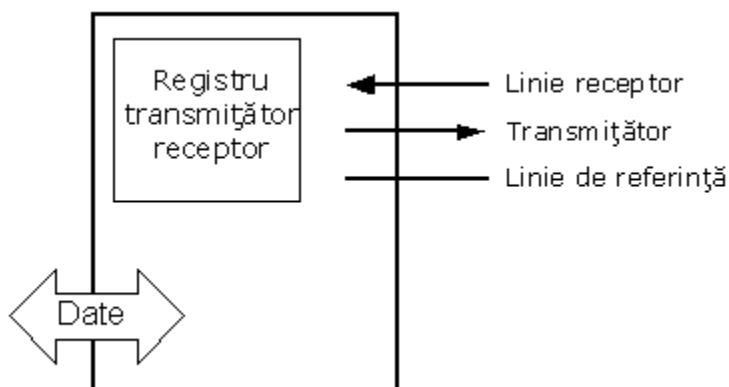 Registru
transmiţător
receptor
Linie receptor
Transmiţător
Linie de referinţă
Date